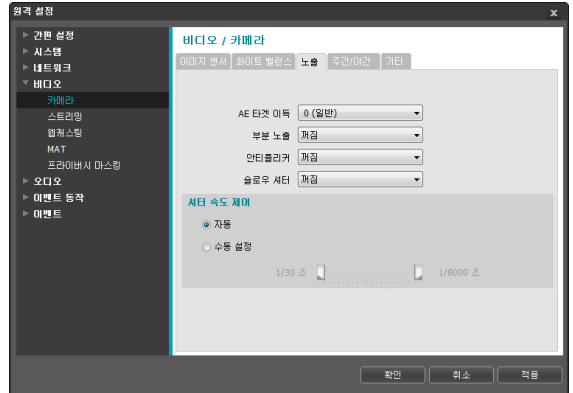 원격 설정
x
간편 설정
시스템
네트워크
비디오
카메라
스트리밍
웹캐스팅
MAT
프라이버시 마스킹
오디오
이벤트 동작
이벤트
비디오 / 카메라
이미지 센서 화이트 밸런스 노출 주간/야간 기타
AE 타겟 이득 0 (일반)
부분 노출 꺼짐
안티플리커 꺼짐
슬로우 셔터 꺼짐
셔터 속도 제어
자동
수동 설정
1/30 초 1/8000 초
확인 취소 적용